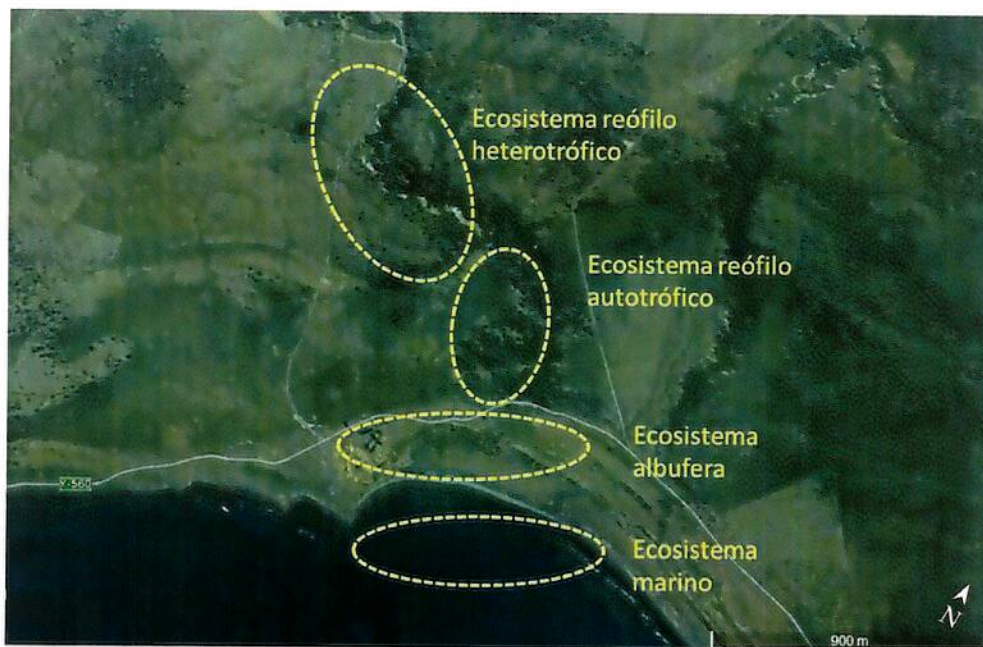 Ecosistema reófilo
heterotrófico
Ecosistema reófilo
autotrófico
Ecosistema
albufera
Y-560
Ecosistema
marino
N
900 m